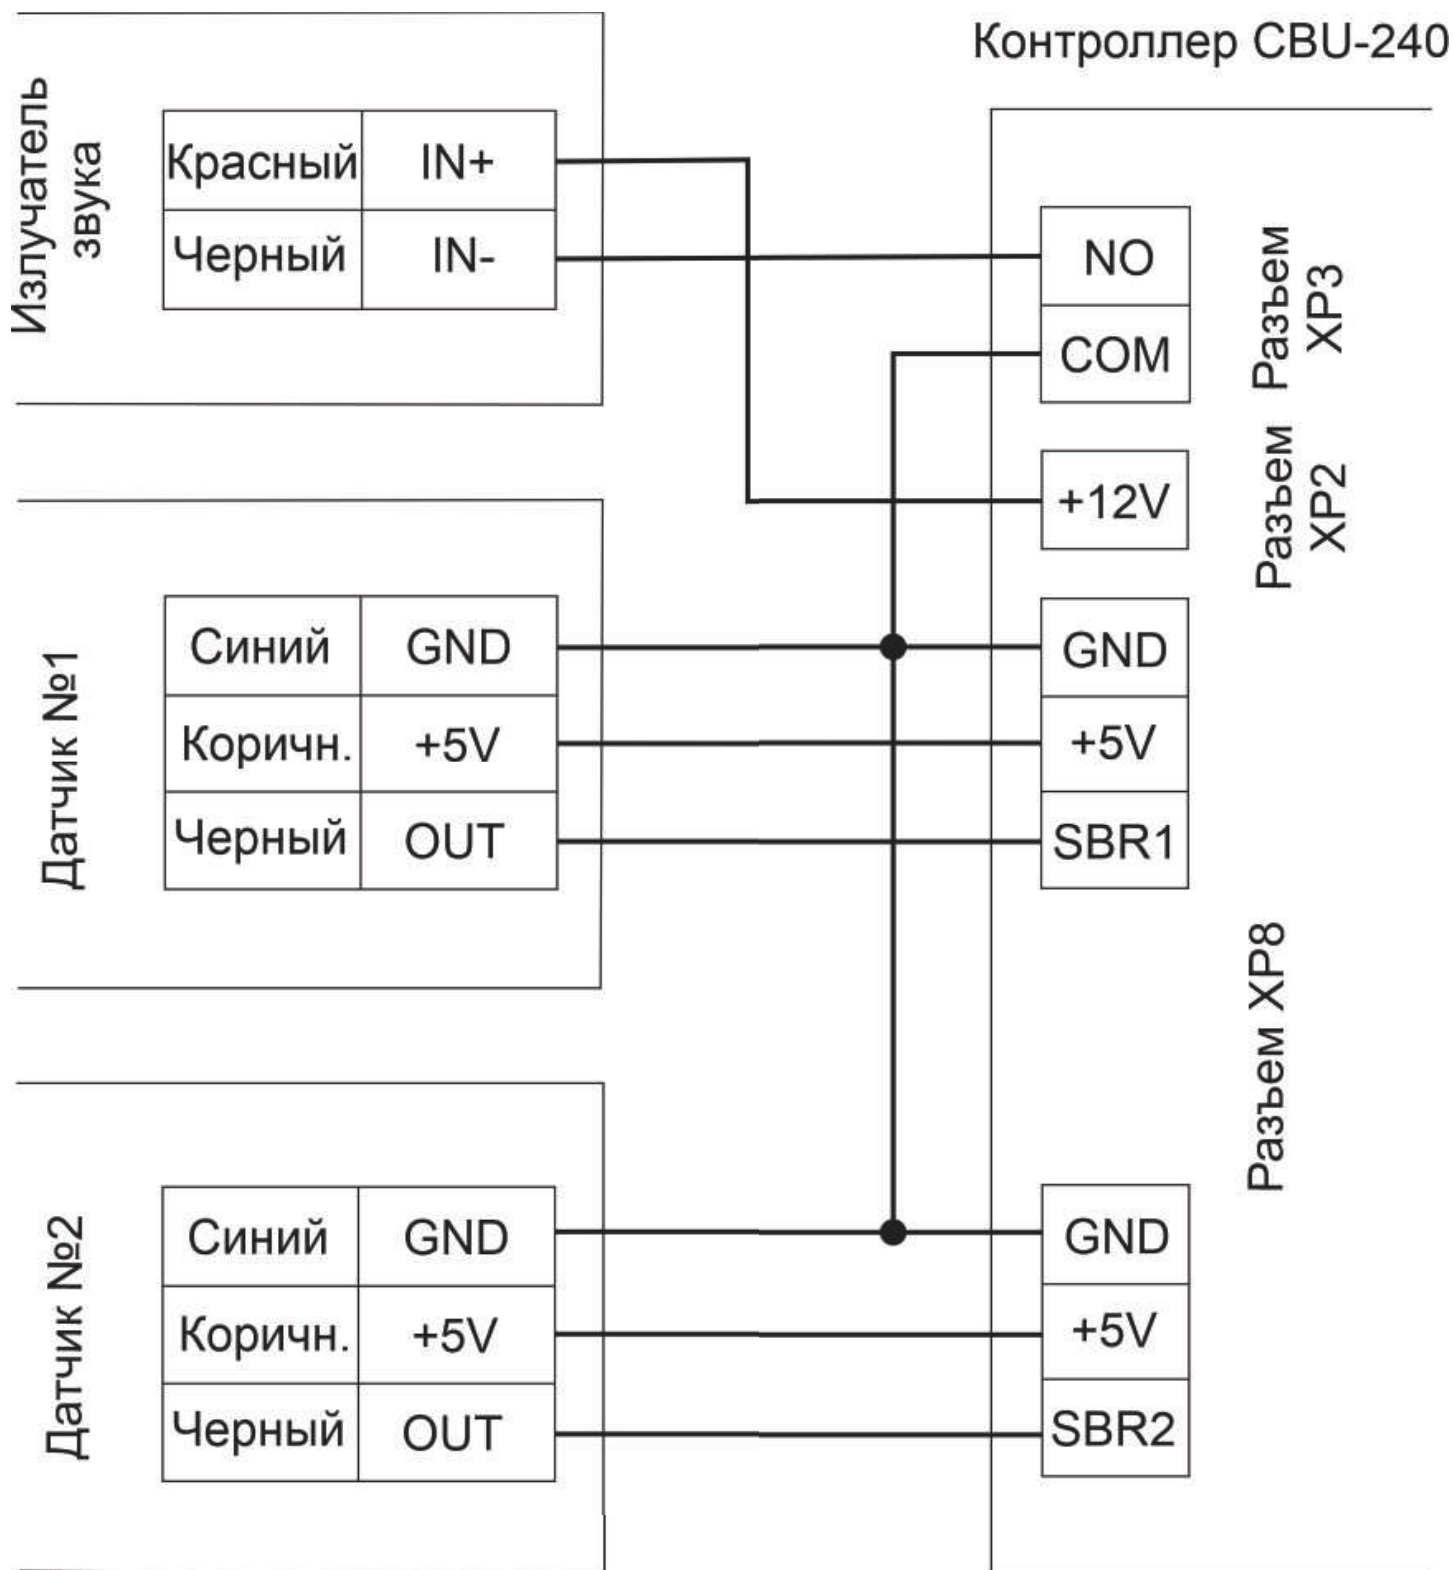 Контроллер CBU-240
Излучатель
звука
Красный IN+
Черный IN-
NO
COM
Разъем
XP3
+12V
Разъем
XP2
Датчик №1
Синий GND
Коричн. +5V
Черный OUT
GND
+5V
SBR1
Разъем XP8
Датчик №2
Синий GND
Коричн. +5V
Черный OUT
GND
+5V
SBR2